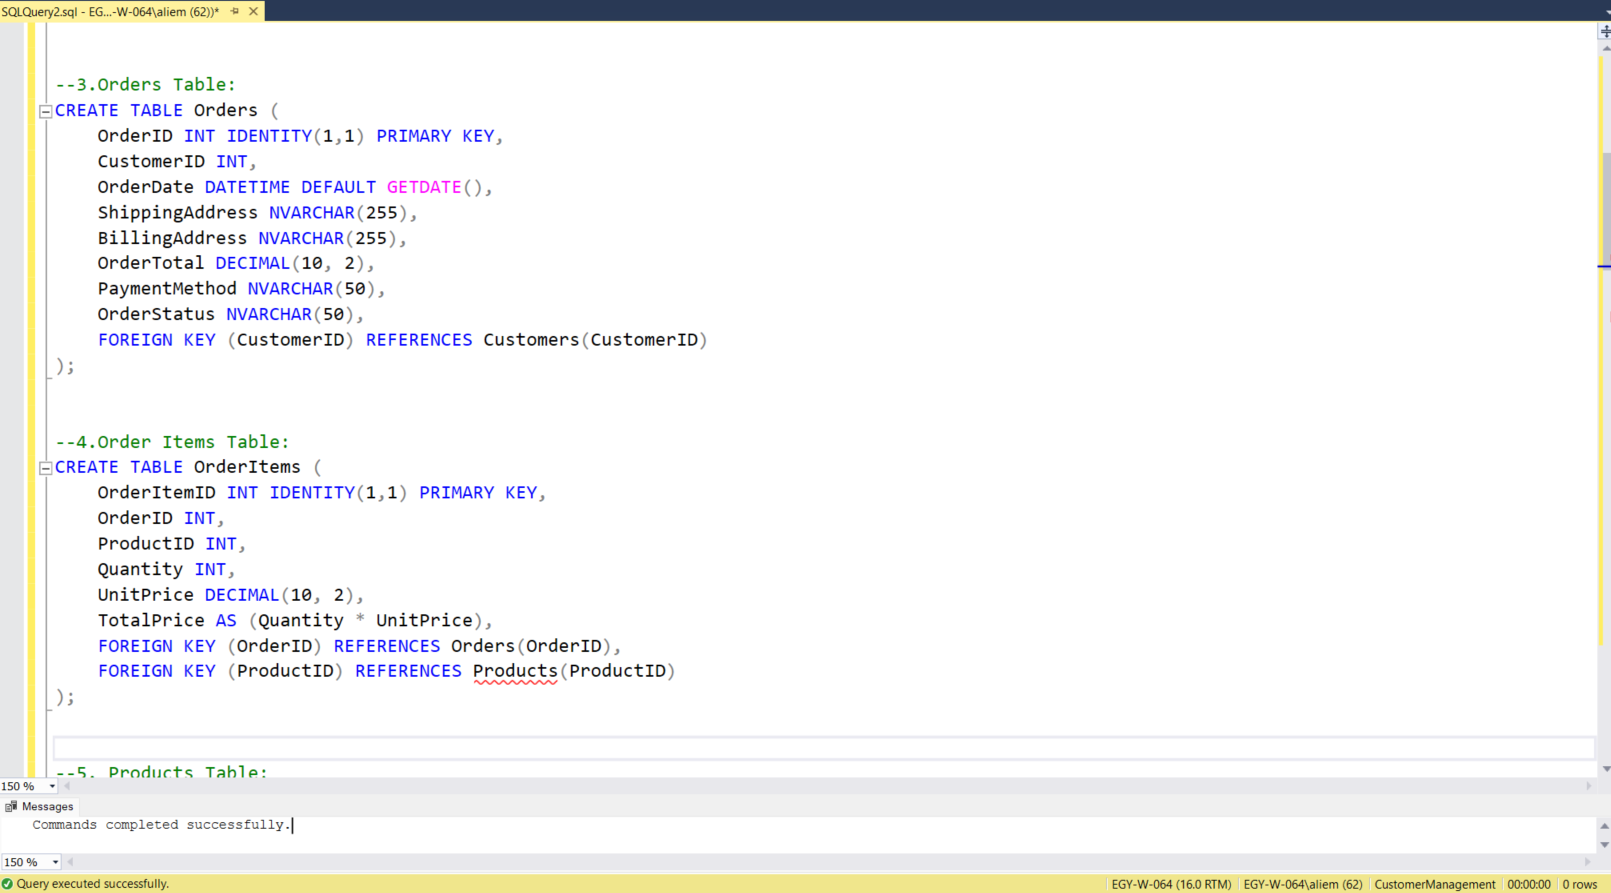 SQLQuery2.sql - EG...-W-064\aliem (62))*
--3.Orders Table:
CREATE TABLE Orders (
OrderID INT IDENTITY(1,1) PRIMARY KEY,
CustomerID INT,
OrderDate DATETIME DEFAULT GETDATE(),
ShippingAddress NVARCHAR(255),
BillingAddress NVARCHAR(255),
OrderTotal DECIMAL(10, 2),
PaymentMethod NVARCHAR(50),
OrderStatus NVARCHAR(50),
FOREIGN KEY (CustomerID) REFERENCES Customers(CustomerID)
);
--4.Order Items Table:
CREATE TABLE OrderItems (
OrderItemID INT IDENTITY(1,1) PRIMARY KEY,
OrderID INT,
ProductID INT,
Quantity INT,
UnitPrice DECIMAL(10, 2),
TotalPrice AS (Quantity * UnitPrice),
FOREIGN KEY (OrderID) REFERENCES Orders(OrderID),
FOREIGN KEY (ProductID) REFERENCES Products(ProductID)
);
--5. Products Table:
150 %
Messages
Commands completed successfully.
150 %
Query executed successfully. EGY-W-064 (16.0 RTM) EGY-W-064\aliem (62) CustomerManagement 00:00:00 0 rows